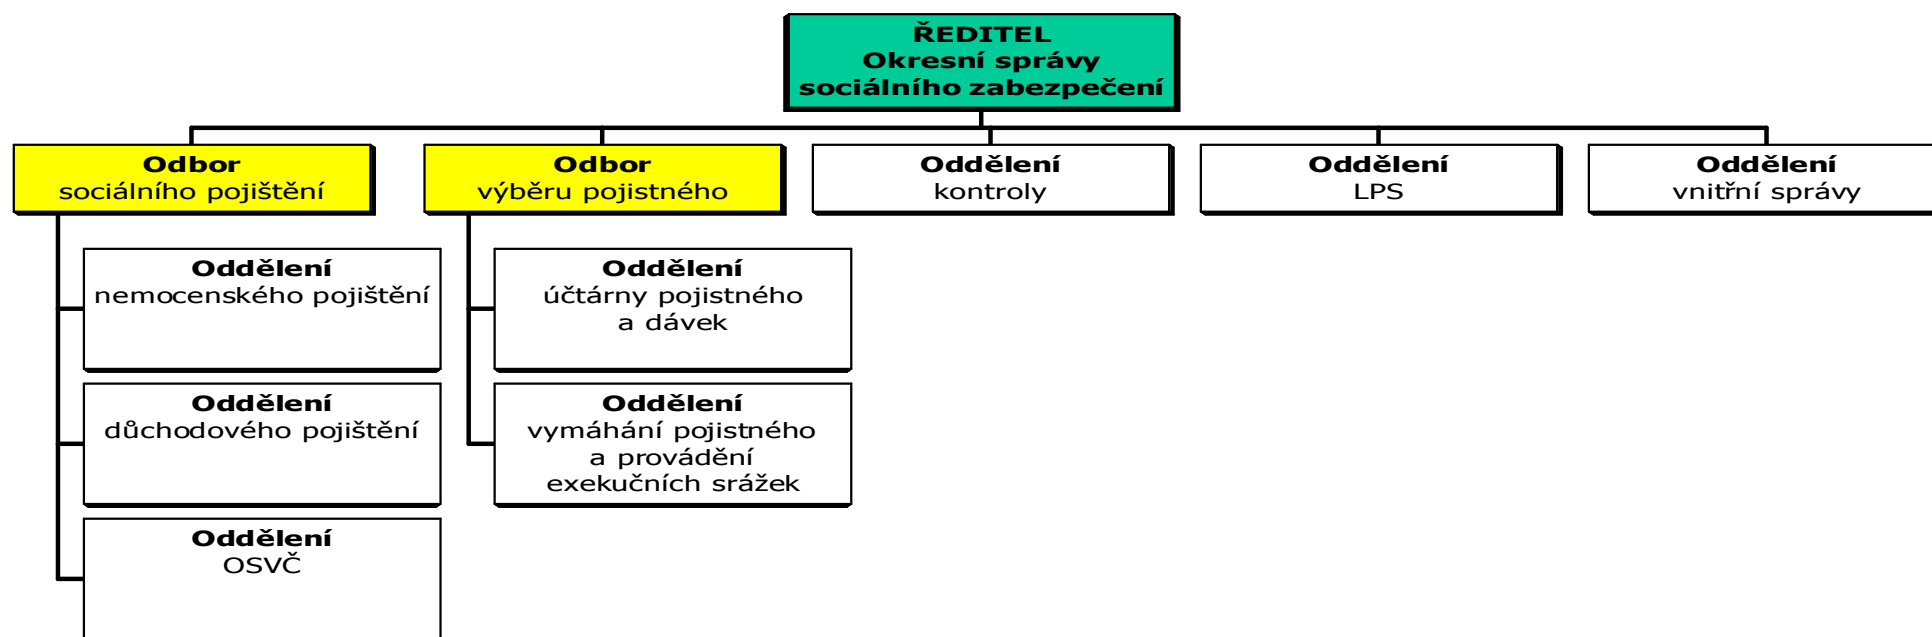 ŘEDITEL
Okresní správy
sociálního zabezpečení
Odbor
sociálního pojištění
Odbor
výběru pojistného
Oddělení
kontroly
Oddělení
LPS
Oddělení
vnitřní správy
Oddělení
nemocenského pojištění
Oddělení
účtárny pojistného
a dávek
Oddělení
důchodového pojištění
Oddělení
vymáhání pojistného
a provádění
exekučních srážek
Oddělení
OSVČ